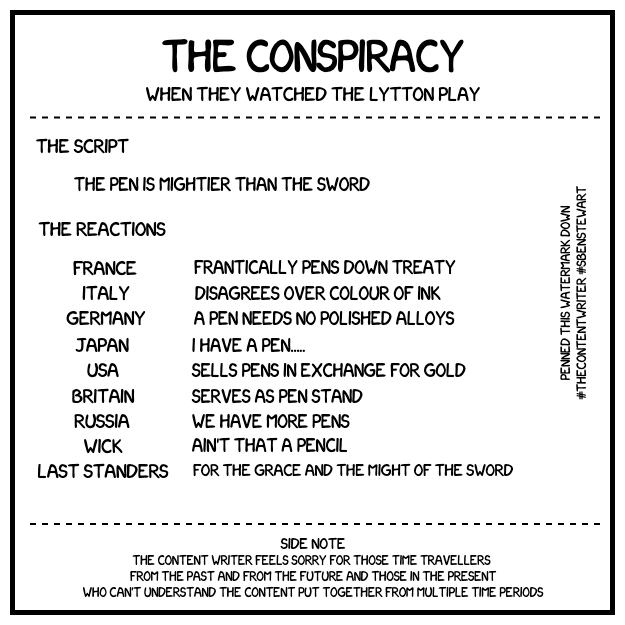 THE CONSPIRACY
WHEN THEY WATCHED THE LYTTON PLAY
THE SCRIPT
THE PEN IS MIGHTIER THAN THE SWORD
THE REACTIONS
FRANCE FRANTICALLY PENS DOWN TREATY
ITALY DISAGREES OVER COLOUR OF INK
GERMANY A PEN NEEDS NO POLISHED ALLOYS
JAPAN I HAVE A PEN.....
USA SELLS PENS IN EXCHANGE FOR GOLD
BRITAIN SERVES AS PEN STAND
RUSSIA WE HAVE MORE PENS
WICK AIN'T THAT A PENCIL
LAST STANDERS FOR THE GRACE AND THE MIGHT OF THE SWORD
PENNED THIS WATERMARK DOWN
#THECONTENTWRITER #SBENSTEWART
SIDE NOTE
THE CONTENT WRITER FEELS SORRY FOR THOSE TIME TRAVELLERS
FROM THE PAST AND FROM THE FUTURE AND THOSE IN THE PRESENT
WHO CAN'T UNDERSTAND THE CONTENT PUT TOGETHER FROM MULTIPLE TIME PERIODS